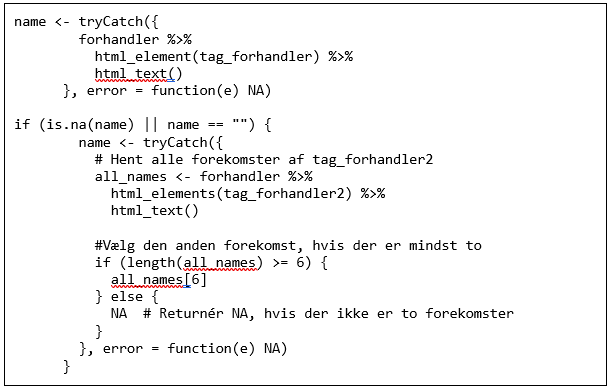 name <- tryCatch({
        forhandler %>%
          html_element(tag_forhandler) %>%
          html_text()
      }, error = function(e) NA)

if (is.na(name) || name == "") {
        name <- tryCatch({
          # Hent alle forekomster af tag_forhandler2
          all_names <- forhandler %>%
            html_elements(tag_forhandler2) %>%
            html_text()

          #Vælg den anden forekomst, hvis der er mindst to
          if (length(all_names) >= 6) {
            all_names[6]
          } else {
            NA  # Returnér NA, hvis der ikke er to forekomster
          }
        }, error = function(e) NA)
      }